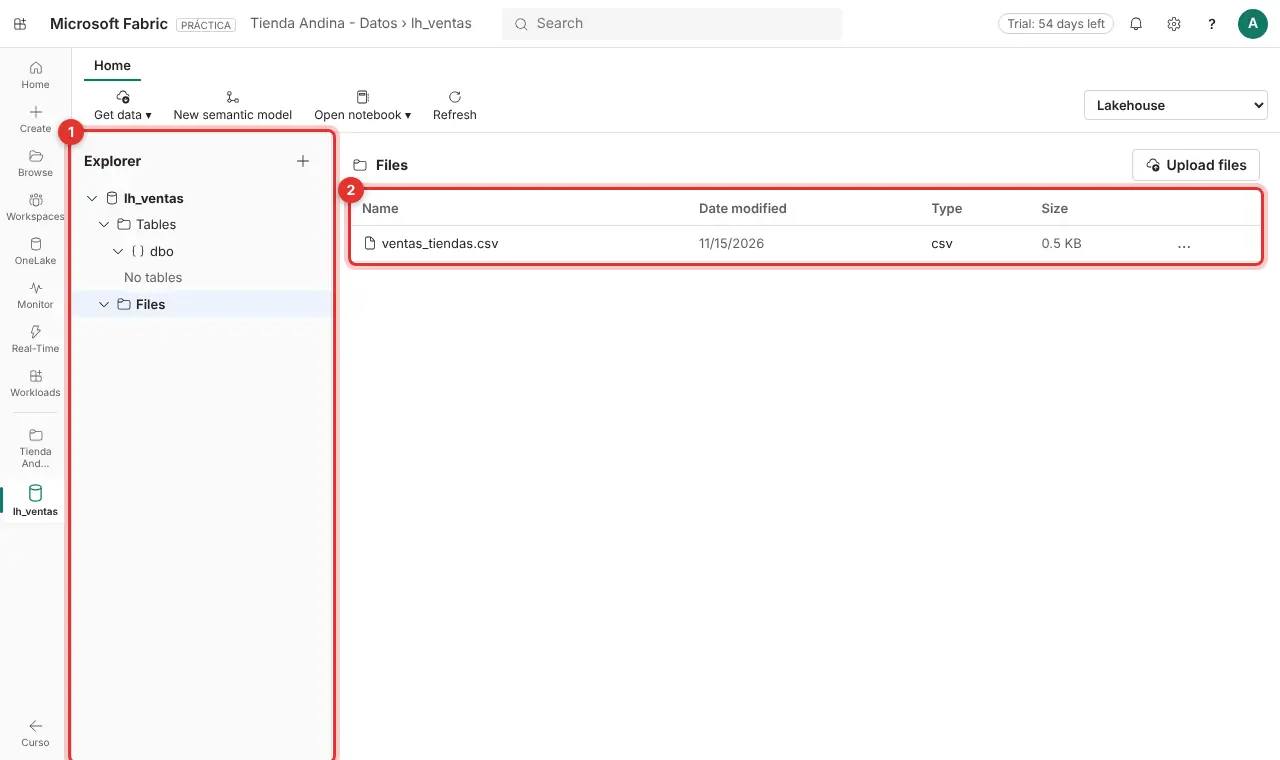 Microsoft Fabric PRÁCTICA Tienda Andina - Datos › lh_ventas Search Trial: 54 days left ? A
Home
Create
Browse
Workspaces
OneLake
Monitor
Real-Time
Workloads
Tienda
And...
lh_ventas
Curso
Home
Get data ▾ New semantic model Open notebook ▾ Refresh Lakehouse
1
Explorer
lh_ventas
Tables
dbo
No tables
Files
Files Upload files
2
Name Date modified Type Size
ventas_tiendas.csv 11/15/2026 csv 0.5 KB ...